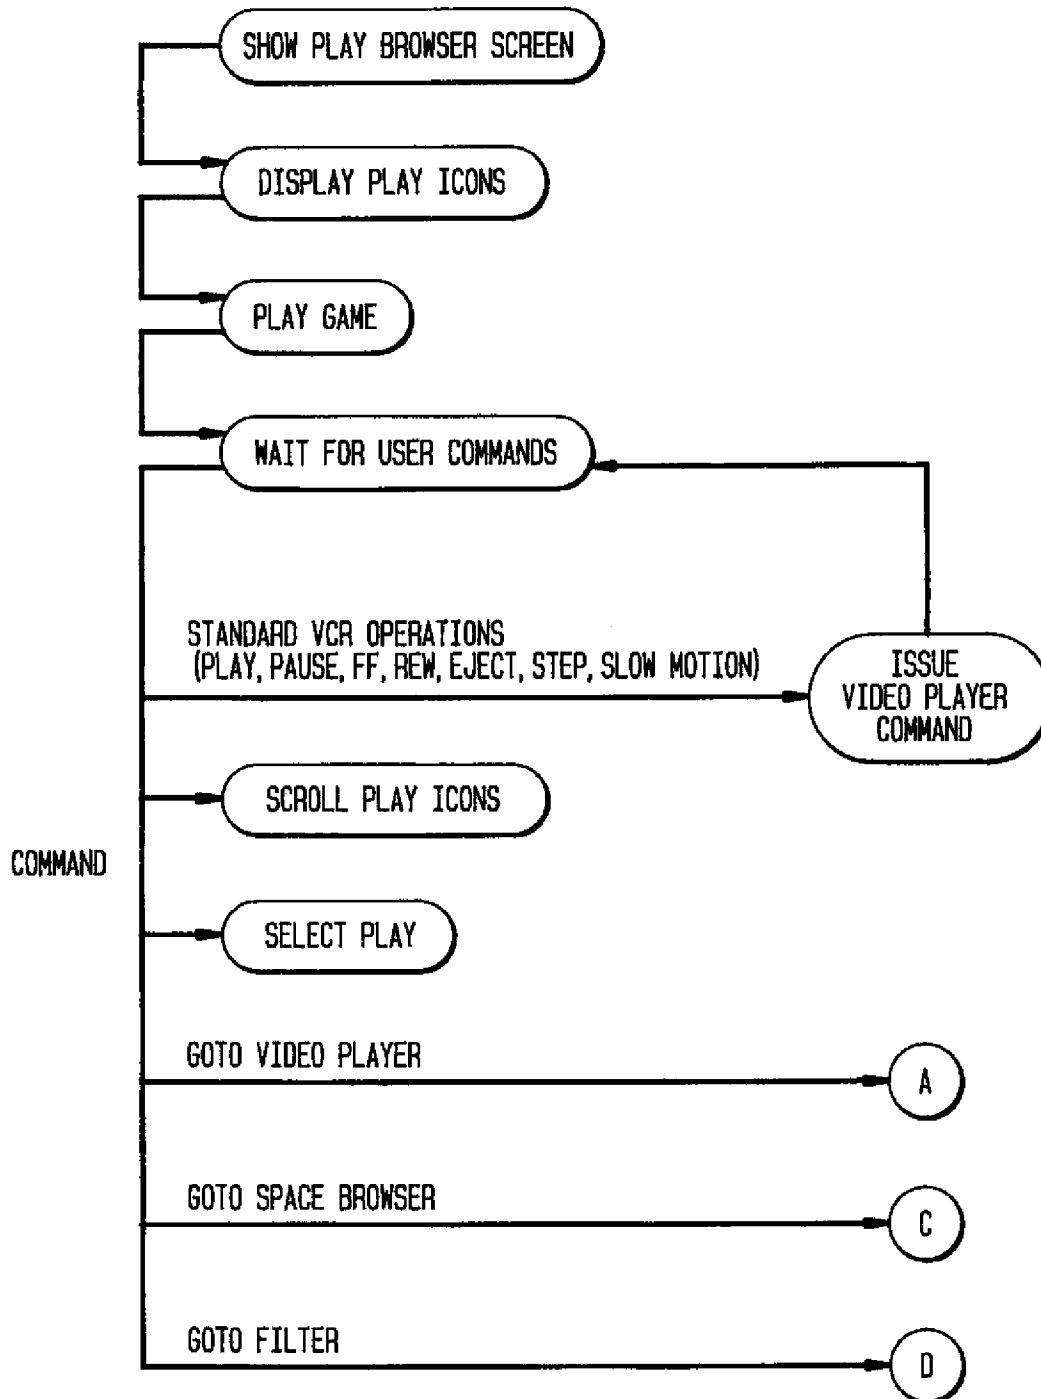 SHOW PLAY BROWSER SCREEN
DISPLAY PLAY ICONS
PLAY GAME
WAIT FOR USER COMMANDS
STANDARD VCR OPERATIONS
(PLAY, PAUSE, FF, REW, EJECT, STEP, SLOW MOTION)
ISSUE
VIDEO PLAYER
COMMAND
SCROLL PLAY ICONS
COMMAND
SELECT PLAY
GOTO VIDEO PLAYER
A
GOTO SPACE BROWSER
C
GOTO FILTER
D